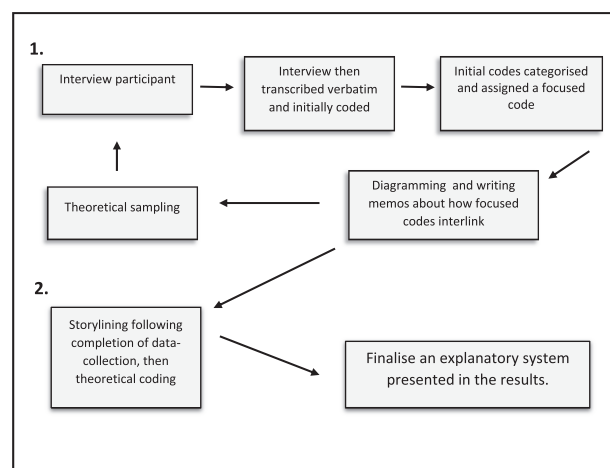 1.
Interview participant
Interview then
transcribed verbatim
and initially coded
Initial codes categorised
and assigned a focused
code
Diagramming and writing
memos about how focused
codes interlink
Theoretical sampling
2.
Storylining following
completion of data-
collection, then
theoretical coding
Finalise an explanatory system
presented in the results.